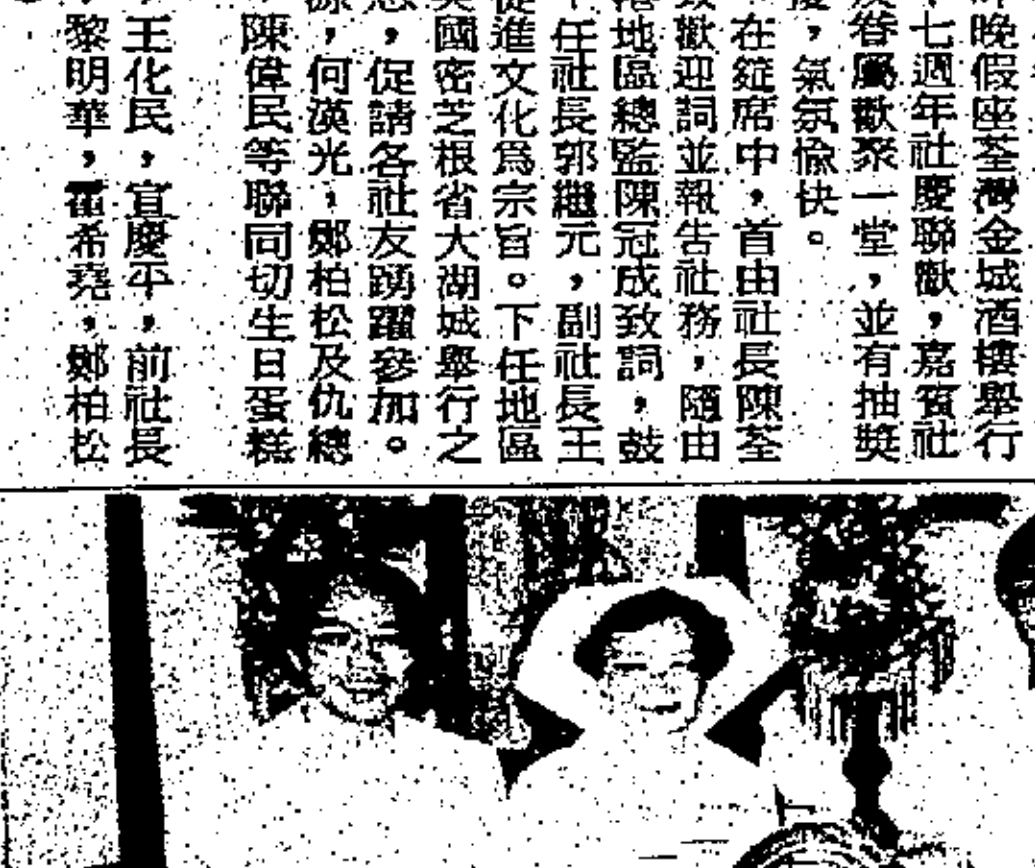 晚假座荃灣金城酒樓舉行
七週年社慶聯歡，嘉賓社
及眷屬歡聚一堂，並有抽獎
，氣氛愉快。
在筵席中，首由社長陳荃
致歡迎詞並報告社務，隨由
港地區總監陳冠成致詞，鼓
任社長郭繼元，副社長王
促進文化爲宗旨。下任地區
美國密芝根省大湖城舉行之
，促請各社友踴躍參加。
源，何漢光，鄭柏松及仇總
陳偉民等聯同切生日蛋糕
，王化民，宣慶平，前社長
，黎明華，霍希堯，鄭柏松